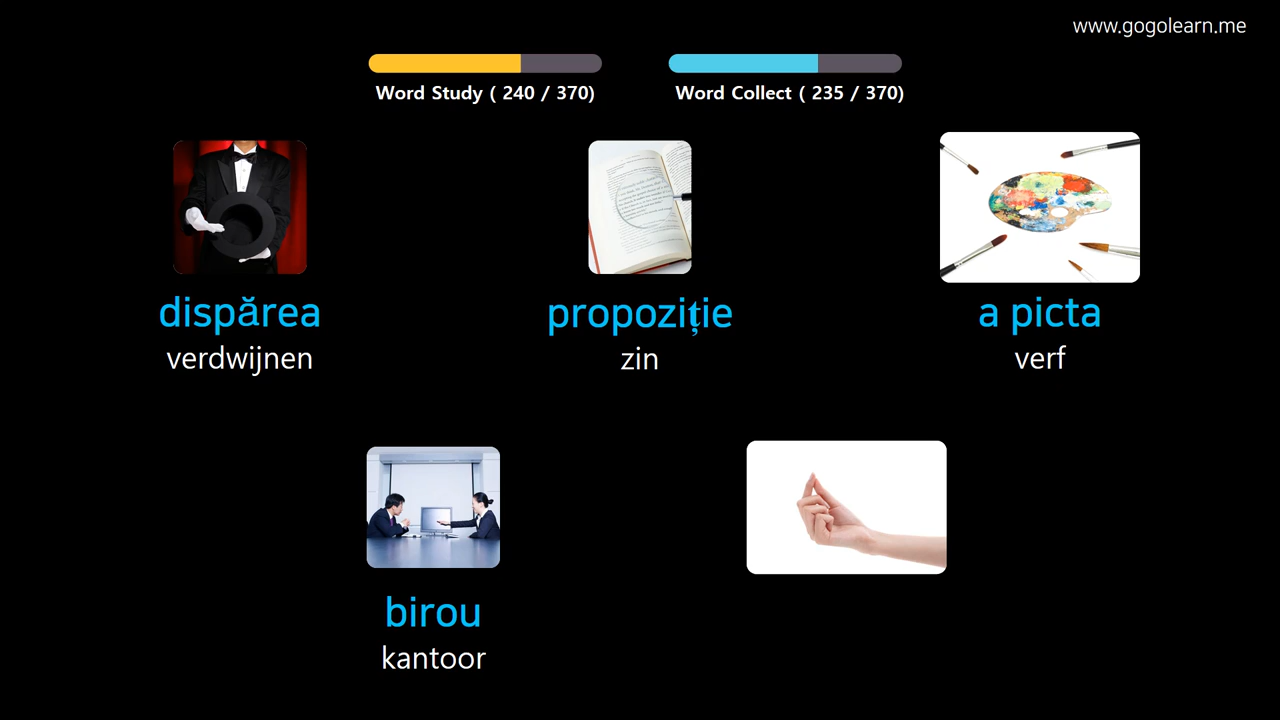 www.gogolearn.me
Word Study ( 240 / 370)
Word Collect ( 235 / 370)
dispărea
verdwijnen
propoziție
zin
a picta
verf
birou
kantoor